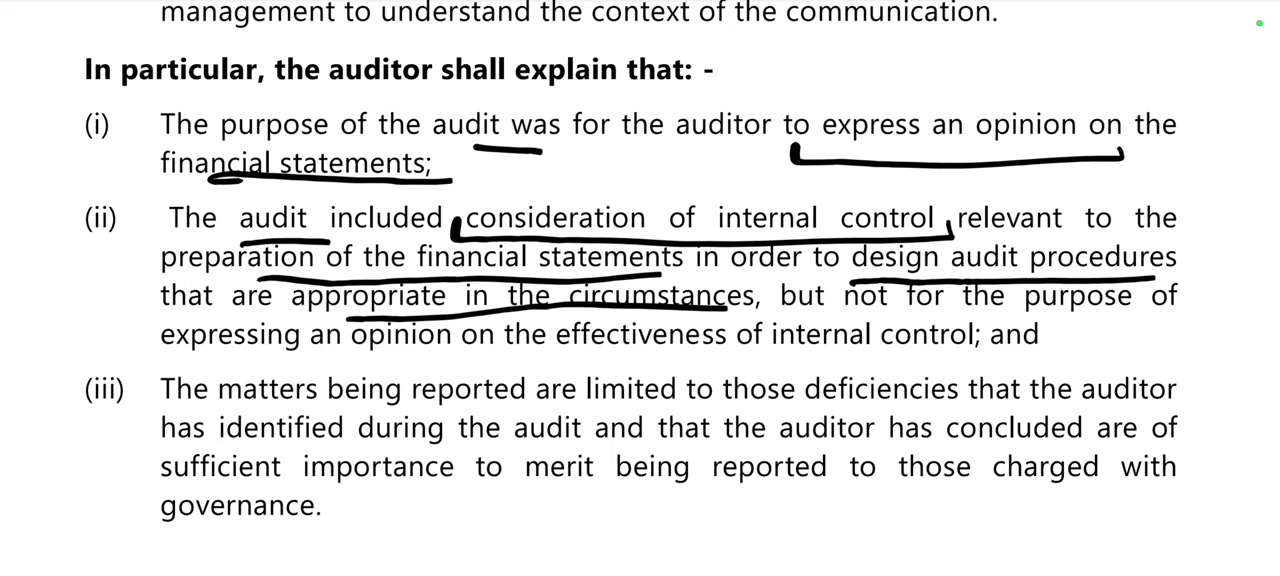 management to understand the context of the communication.
In particular, the auditor shall explain that: -
(i) The purpose of the audit was for the auditor to express an opinion on the
financial statements;
(ii) The audit included consideration of internal control relevant to the
preparation of the financial statements in order to design audit procedures
that are appropriate in the circumstances, but not for the purpose of
expressing an opinion on the effectiveness of internal control; and
(iii) The matters being reported are limited to those deficiencies that the auditor
has identified during the audit and that the auditor has concluded are of
sufficient importance to merit being reported to those charged with
governance.